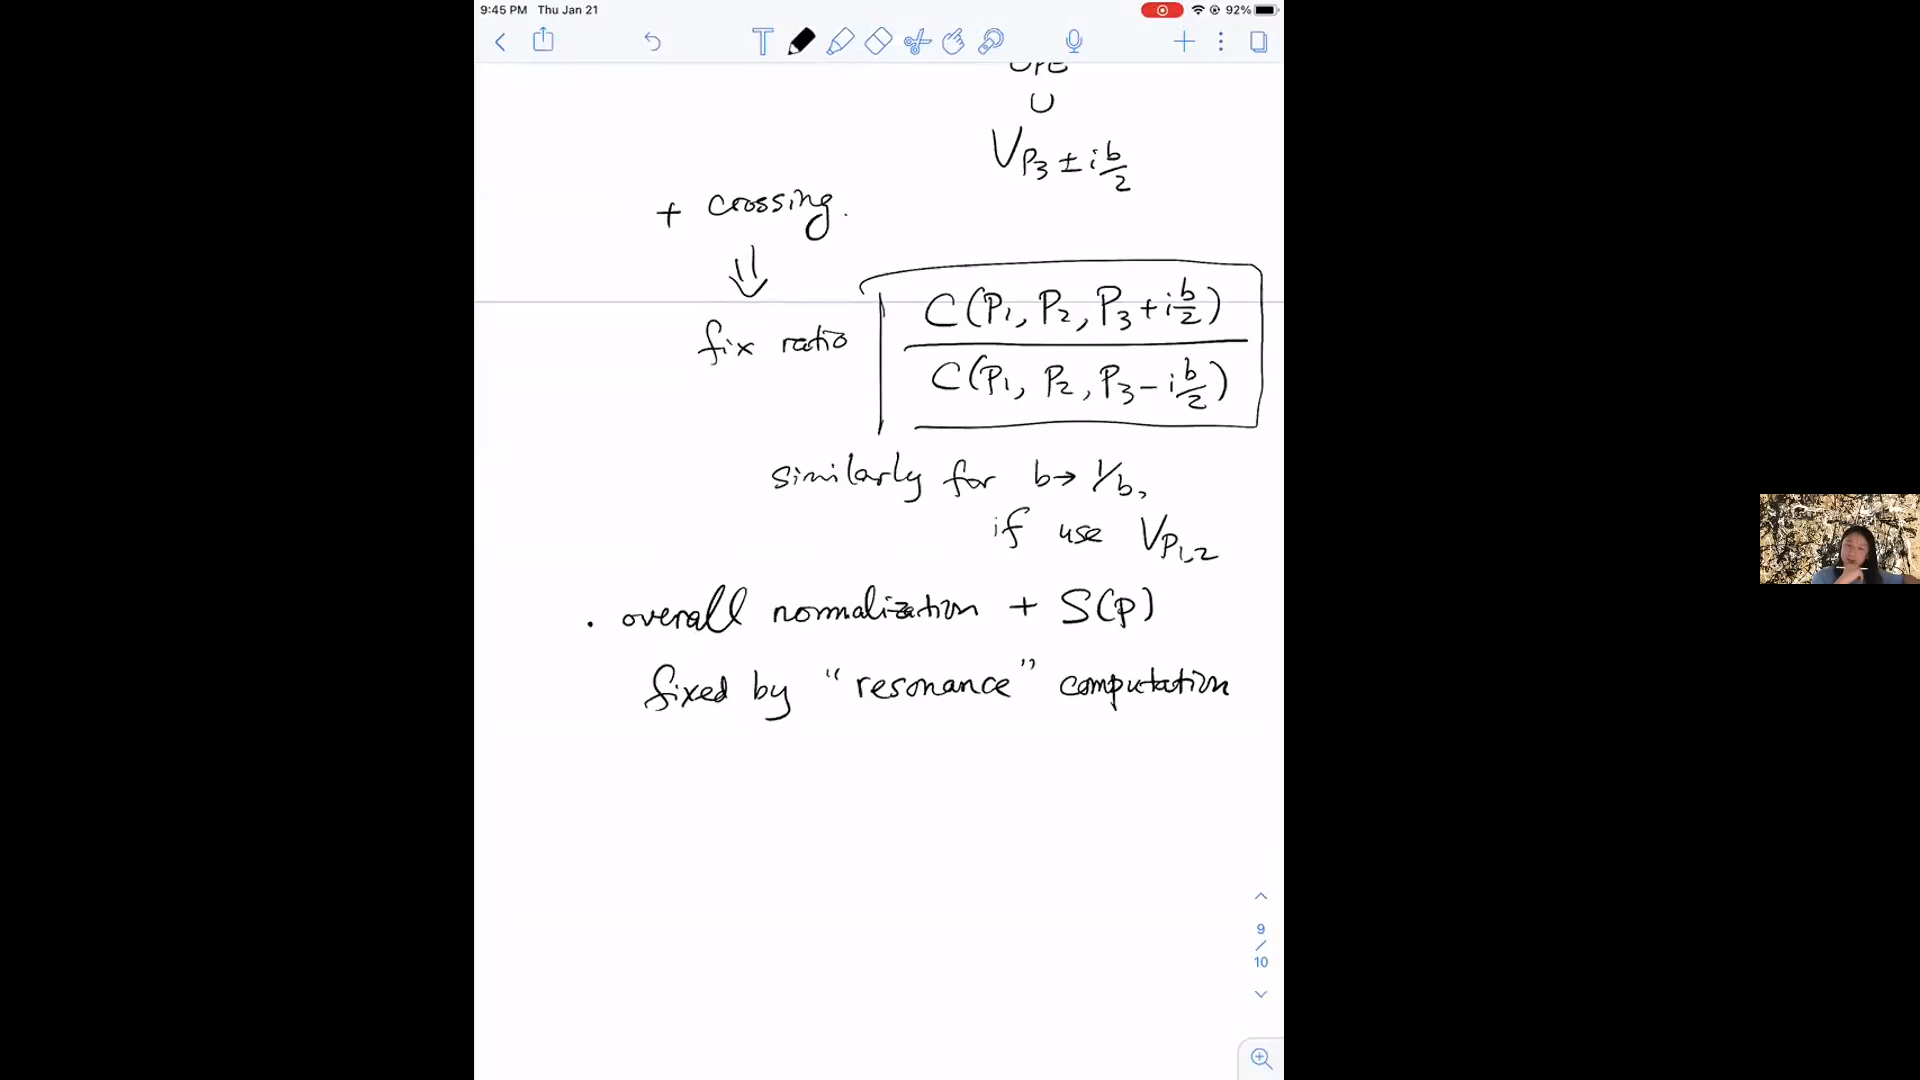 9:45 PM Thu Jan 21
92%
T
∪
V_{P_3 ± i b/2}
+ crossing.
⇓
fix ratio
C(P_1, P_2, P_3 + i b/2)
C(P_1, P_2, P_3 − i b/2)
similarly for b → 1/b,
if use V_{P_{1,2}}
. overall normalization + S(P)
fixed by "resonance" computation
9
/
10